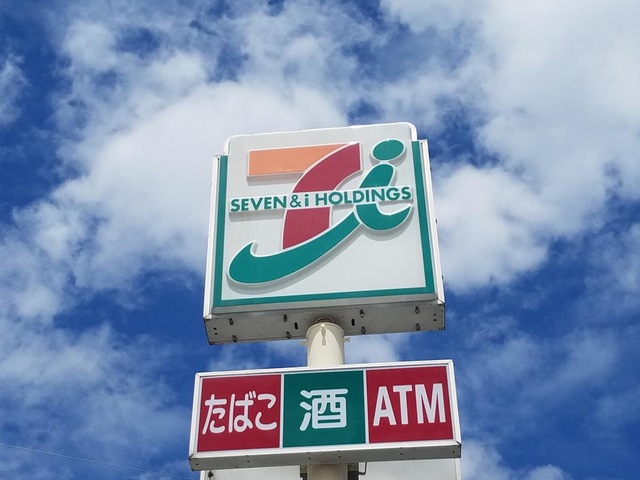 SEVEN & i HOLDINGS
たばこ 酒 ATM